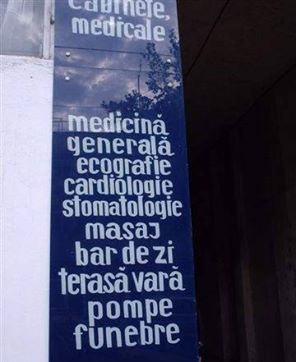 cabinete,
medicale
medicină
generală
ecografie
cardiologie
stomatologie
masaj
bar de zi
terasă vară
pompe
funebre